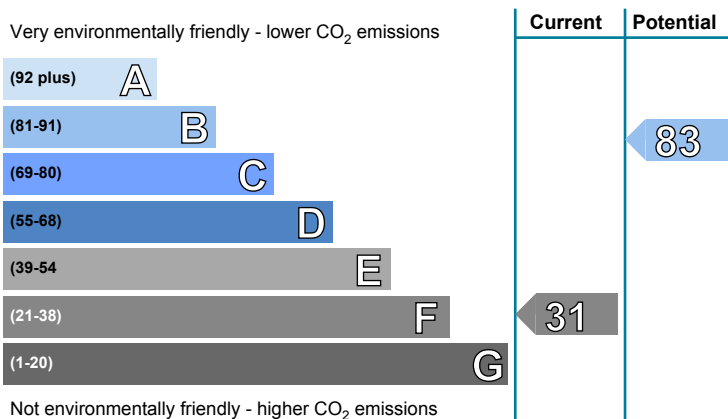 Current Potential
Very environmentally friendly - lower CO2 emissions
(92 plus) A
(81-91) B
83
(69-80) C
(55-68) D
(39-54 E
(21-38) F 31
(1-20) G
Not environmentally friendly - higher CO2 emissions